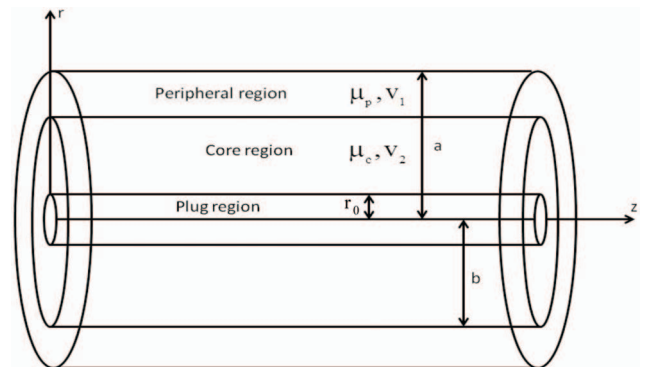 r
Peripheral region μp , v1
a
Core region μc , v2
Plug region r0
z
b